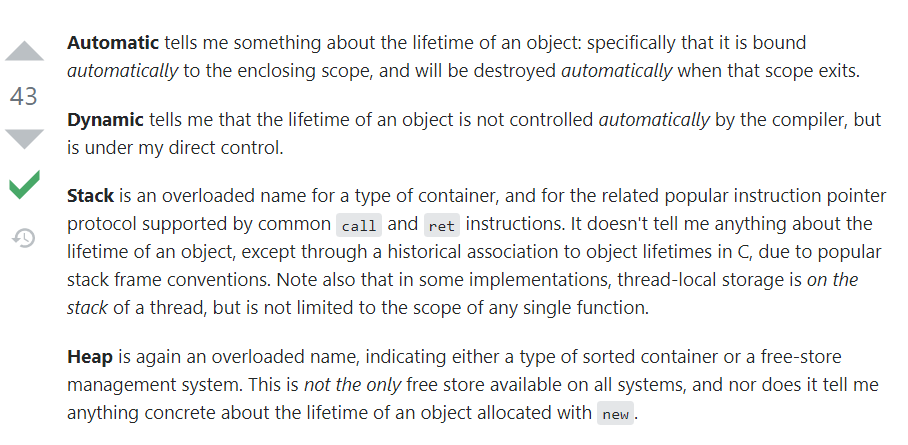 Automatic tells me something about the lifetime of an object: specifically that it is bound
automatically to the enclosing scope, and will be destroyed automatically when that scope exits.
43
Dynamic tells me that the lifetime of an object is not controlled automatically by the compiler, but
is under my direct control.
Stack is an overloaded name for a type of container, and for the related popular instruction pointer
protocol supported by common call and ret instructions. It doesn't tell me anything about the
lifetime of an object, except through a historical association to object lifetimes in C, due to popular
stack frame conventions. Note also that in some implementations, thread-local storage is on the
stack of a thread, but is not limited to the scope of any single function.
Heap is again an overloaded name, indicating either a type of sorted container or a free-store
management system. This is not the only free store available on all systems, and nor does it tell me
anything concrete about the lifetime of an object allocated with new.